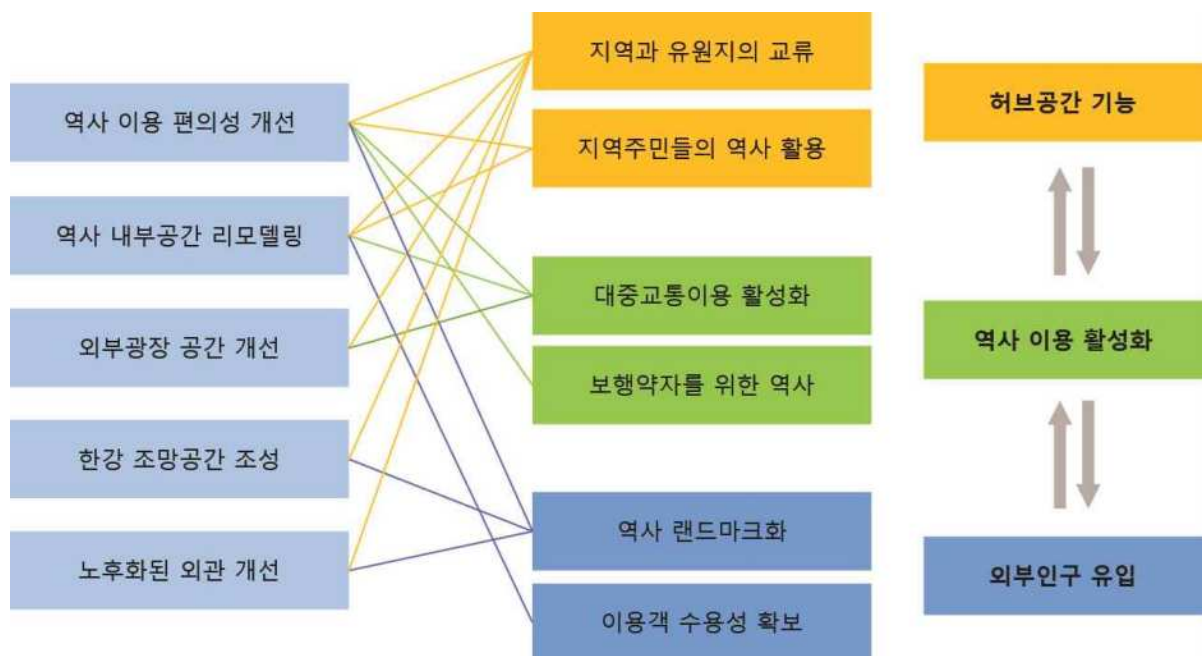 역사 이용 편의성 개선
역사 내부공간 리모델링
외부광장 공간 개선
한강 조망공간 조성
노후화된 외관 개선
지역과 유원지의 교류
지역주민들의 역사 활용
대중교통이용 활성화
보행약자를 위한 역사
역사 랜드마크화
이용객 수용성 확보
허브공간 기능
역사 이용 활성화
외부인구 유입